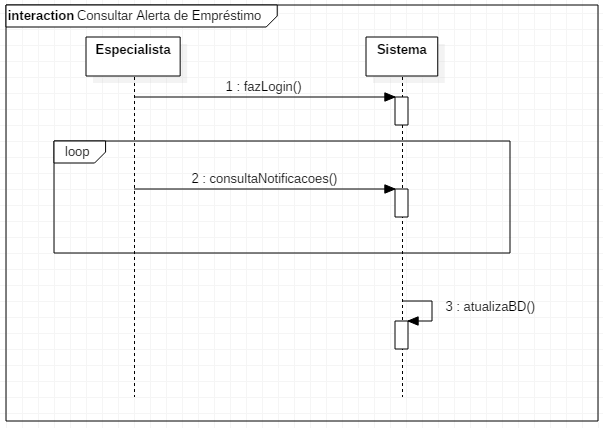 interaction Consultar Alerta de Empréstimo
Especialista
Sistema
1 : fazLogin()
loop
2 : consultaNotificacoes()
3 : atualizaBD()